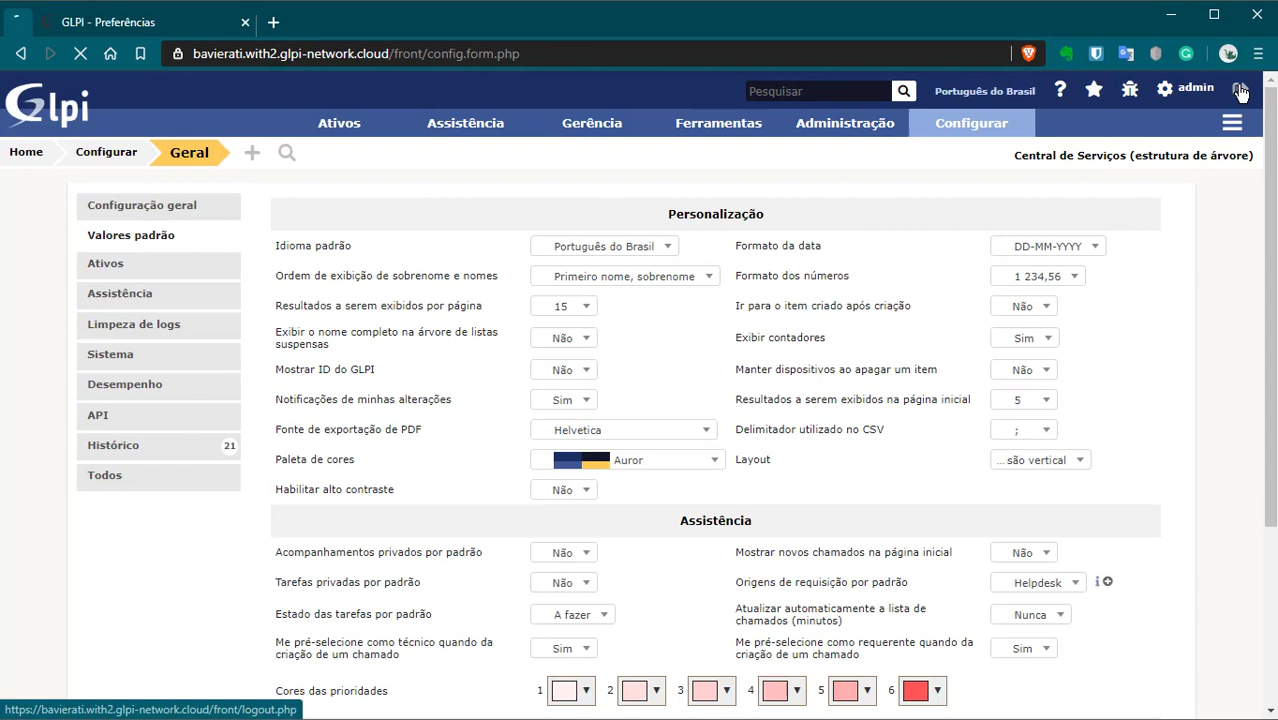 GLPI - Preferências
bavierati.with2.glpi-network.cloud/front/config.form.php
Glpi
Pesquisar
Português do Brasil
admin
Ativos
Assistência
Gerência
Ferramentas
Administração
Configurar
Home
Configurar
Geral
Central de Serviços (estrutura de árvore)
Configuração geral
Valores padrão
Ativos
Assistência
Limpeza de logs
Sistema
Desempenho
API
Histórico 21
Todos
Personalização
Idioma padrão Português do Brasil Formato da data DD-MM-YYYY
Ordem de exibição de sobrenome e nomes Primeiro nome, sobrenome Formato dos números 1 234,56
Resultados a serem exibidos por página 15 Ir para o item criado após criação Não
Exibir o nome completo na árvore de listas
suspensas Não Exibir contadores Sim
Mostrar ID do GLPI Não Manter dispositivos ao apagar um item Não
Notificações de minhas alterações Sim Resultados a serem exibidos na página inicial 5
Fonte de exportação de PDF Helvetica Delimitador utilizado no CSV ;
Paleta de cores Auror Layout ... são vertical
Habilitar alto contraste Não
Assistência
Acompanhamentos privados por padrão Não Mostrar novos chamados na página inicial Não
Tarefas privadas por padrão Não Origens de requisição por padrão Helpdesk
Estado das tarefas por padrão A fazer Atualizar automaticamente a lista de
chamados (minutos) Nunca
Me pré-selecione como técnico quando da
criação de um chamado Sim
Me pré-selecione como requerente quando da
criação de um chamado Sim
Cores das prioridades 1 2 3 4 5 6
https://bavierati.with2.glpi-network.cloud/front/logout.php